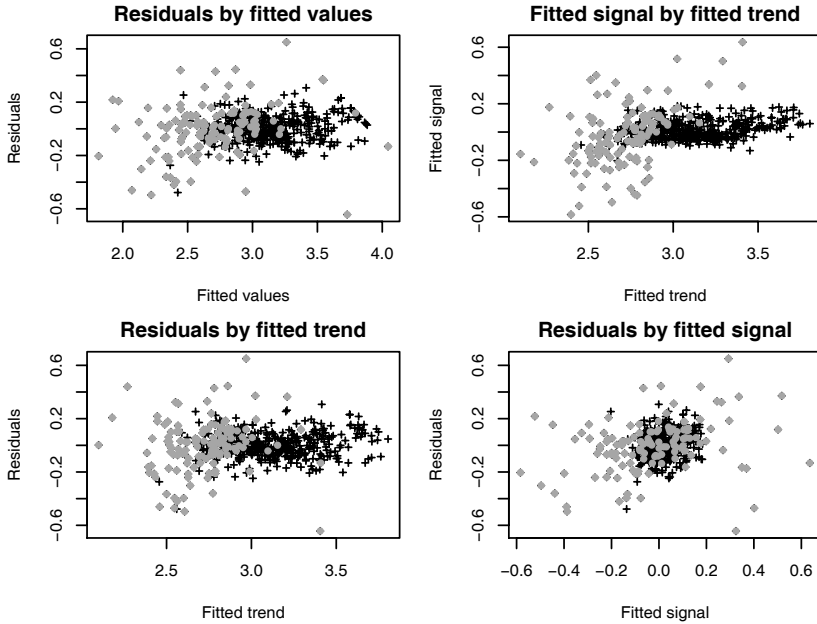 Residuals by fitted values
Residuals
0.6
0.2
−0.2
−0.6
2.0 2.5 3.0 3.5 4.0
Fitted values
Fitted signal by fitted trend
Fitted signal
0.6
0.2
−0.2
−0.6
2.5 3.0 3.5
Fitted trend
Residuals by fitted trend
Residuals
0.6
0.2
−0.2
−0.6
2.5 3.0 3.5
Fitted trend
Residuals by fitted signal
Residuals
0.6
0.2
−0.2
−0.6
−0.6 −0.4 −0.2 0.0 0.2 0.4 0.6
Fitted signal